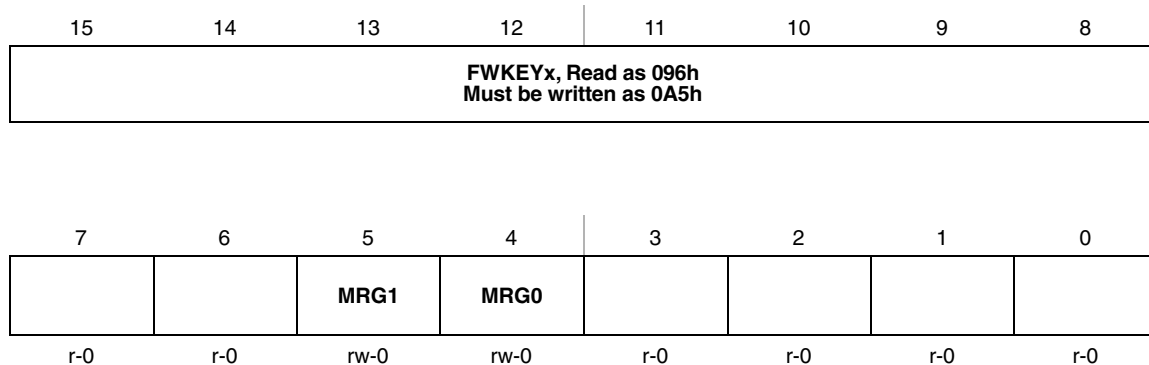 15 14 13 12 11 10 9 8
FWKEYx, Read as 096h
Must be written as 0A5h
7 6 5 4 3 2 1 0
MRG1 MRG0
r-0 r-0 rw-0 rw-0 r-0 r-0 r-0 r-0